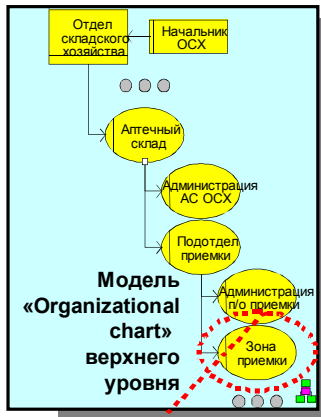 Отдел
складского
хозяйства
Начальник
ОСХ
Аптечный
склад
Администрация
АС ОСХ
Подотдел
приемки
Администрация
п/о приемки
Зона
приемки
Модель
«Organizational
chart»
верхнего
уровня